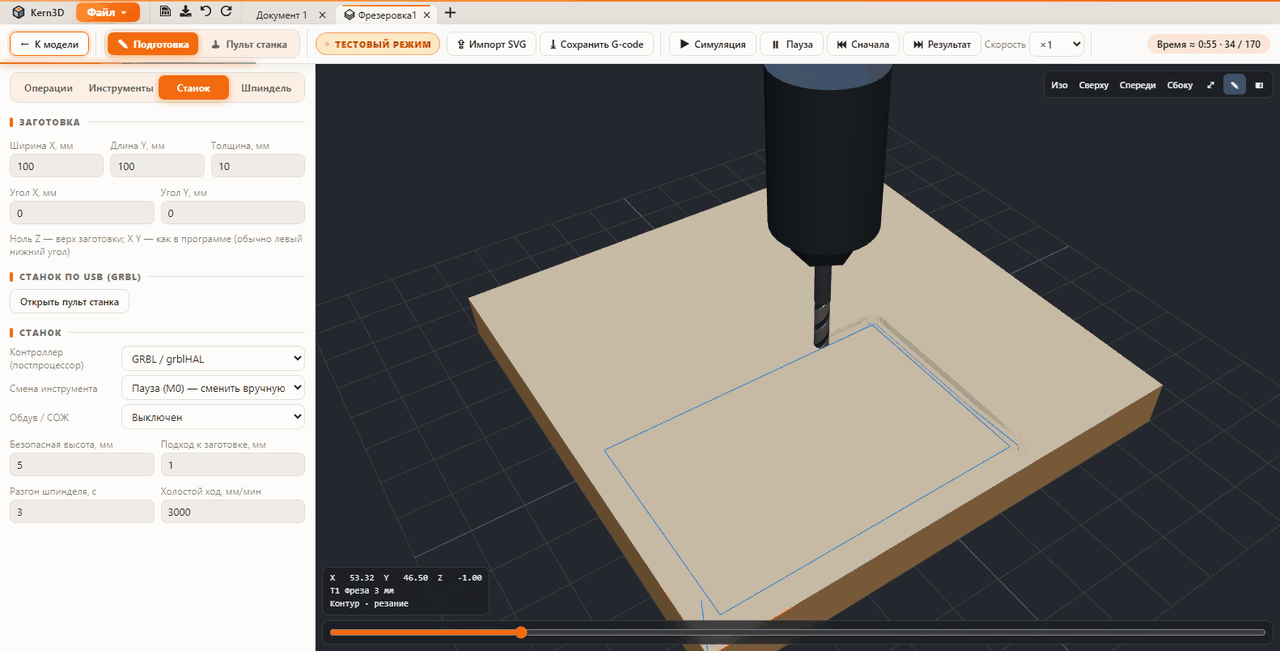 Kern3D Файл Документ 1 Фрезеровка1
← К модели Подготовка Пульт станка ТЕСТОВЫЙ РЕЖИМ Импорт SVG Сохранить G-code Симуляция Пауза Сначала Результат Скорость ×1 Время ≈ 0:55 · 34 / 170
Операции Инструменты Станок Шпиндель
Изо Сверху Спереди Сбоку
ЗАГОТОВКА
Ширина X, мм Длина Y, мм Толщина, мм
100 100 10
Угол X, мм Угол Y, мм
0 0
Ноль Z — верх заготовки; X Y — как в программе (обычно левый
нижний угол)
СТАНОК ПО USB (GRBL)
Открыть пульт станка
СТАНОК
Контроллер
(постпроцессор)
GRBL / grblHAL
Смена инструмента Пауза (M0) — сменить вручную
Обдув / СОЖ Выключен
Безопасная высота, мм Подход к заготовке, мм
5 1
Разгон шпинделя, с Холостой ход, мм/мин
3 3000
X 53.32 Y 46.50 Z -1.00
T1 Фреза 3 мм
Контур · резание